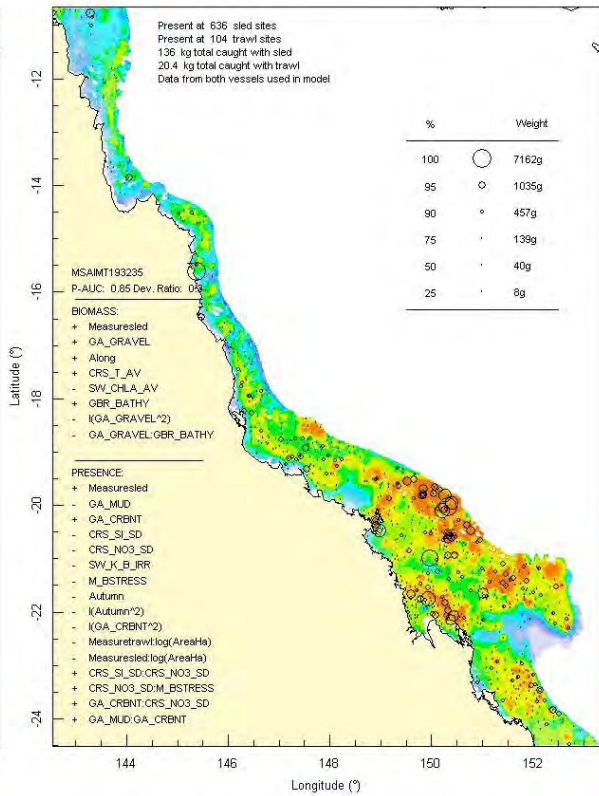 Present at 636 sled sites
Present at 104 trawl sites
136 kg total caught with sled
20.4 kg total caught with trawl
Data from both vessels used in model
% Weight
100 7162g
95 1035g
90 457g
75 139g
50 40g
25 8g
MSAIMT193235
P-AUC: 0.85 Dev. Ratio:
BIOMASS:
+ Measuresled
+ GA_GRAVEL
+ Along
+ CRS_T_AV
- SW_CHLA_AV
+ GBR_BATHY
- I(GA_GRAVEL^2)
- GA_GRAVEL:GBR_BATHY
PRESENCE:
+ Measuresled
- GA_MUD
+ GA_CRBNT
- CRS_SI_SD
- CRS_NO3_SD
- SW_K_B_IRR
- M_BSTRESS
- Autumn
- I(Autumn^2)
- I(GA_CRBNT^2)
- Measuretrawl:log(AreaHa)
- Measuresled:log(AreaHa)
+ CRS_SI_SD:CRS_NO3_SD
+ CRS_NO3_SD:M_BSTRESS
+ GA_CRBNT:CRS_NO3_SD
+ GA_MUD:GA_CRBNT
Latitude (°)
-12
-14
-16
-18
-20
-22
-24
144 146 148 150 152
Longitude (°)